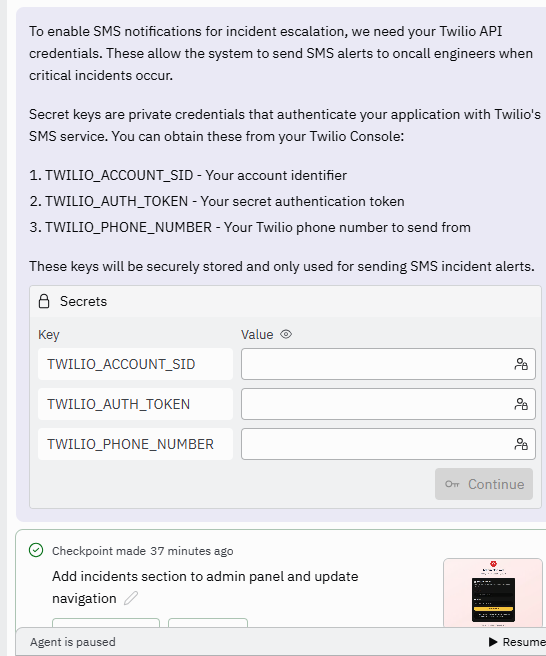 To enable SMS notifications for incident escalation, we need your Twilio API
credentials. These allow the system to send SMS alerts to oncall engineers when
critical incidents occur.
Secret keys are private credentials that authenticate your application with Twilio's
SMS service. You can obtain these from your Twilio Console:
1. TWILIO_ACCOUNT_SID - Your account identifier
2. TWILIO_AUTH_TOKEN - Your secret authentication token
3. TWILIO_PHONE_NUMBER - Your Twilio phone number to send from
These keys will be securely stored and only used for sending SMS incident alerts.
Secrets
Key Value
TWILIO_ACCOUNT_SID
TWILIO_AUTH_TOKEN
TWILIO_PHONE_NUMBER
Continue
Checkpoint made 37 minutes ago
Add incidents section to admin panel and update
navigation
Agent is paused Resume